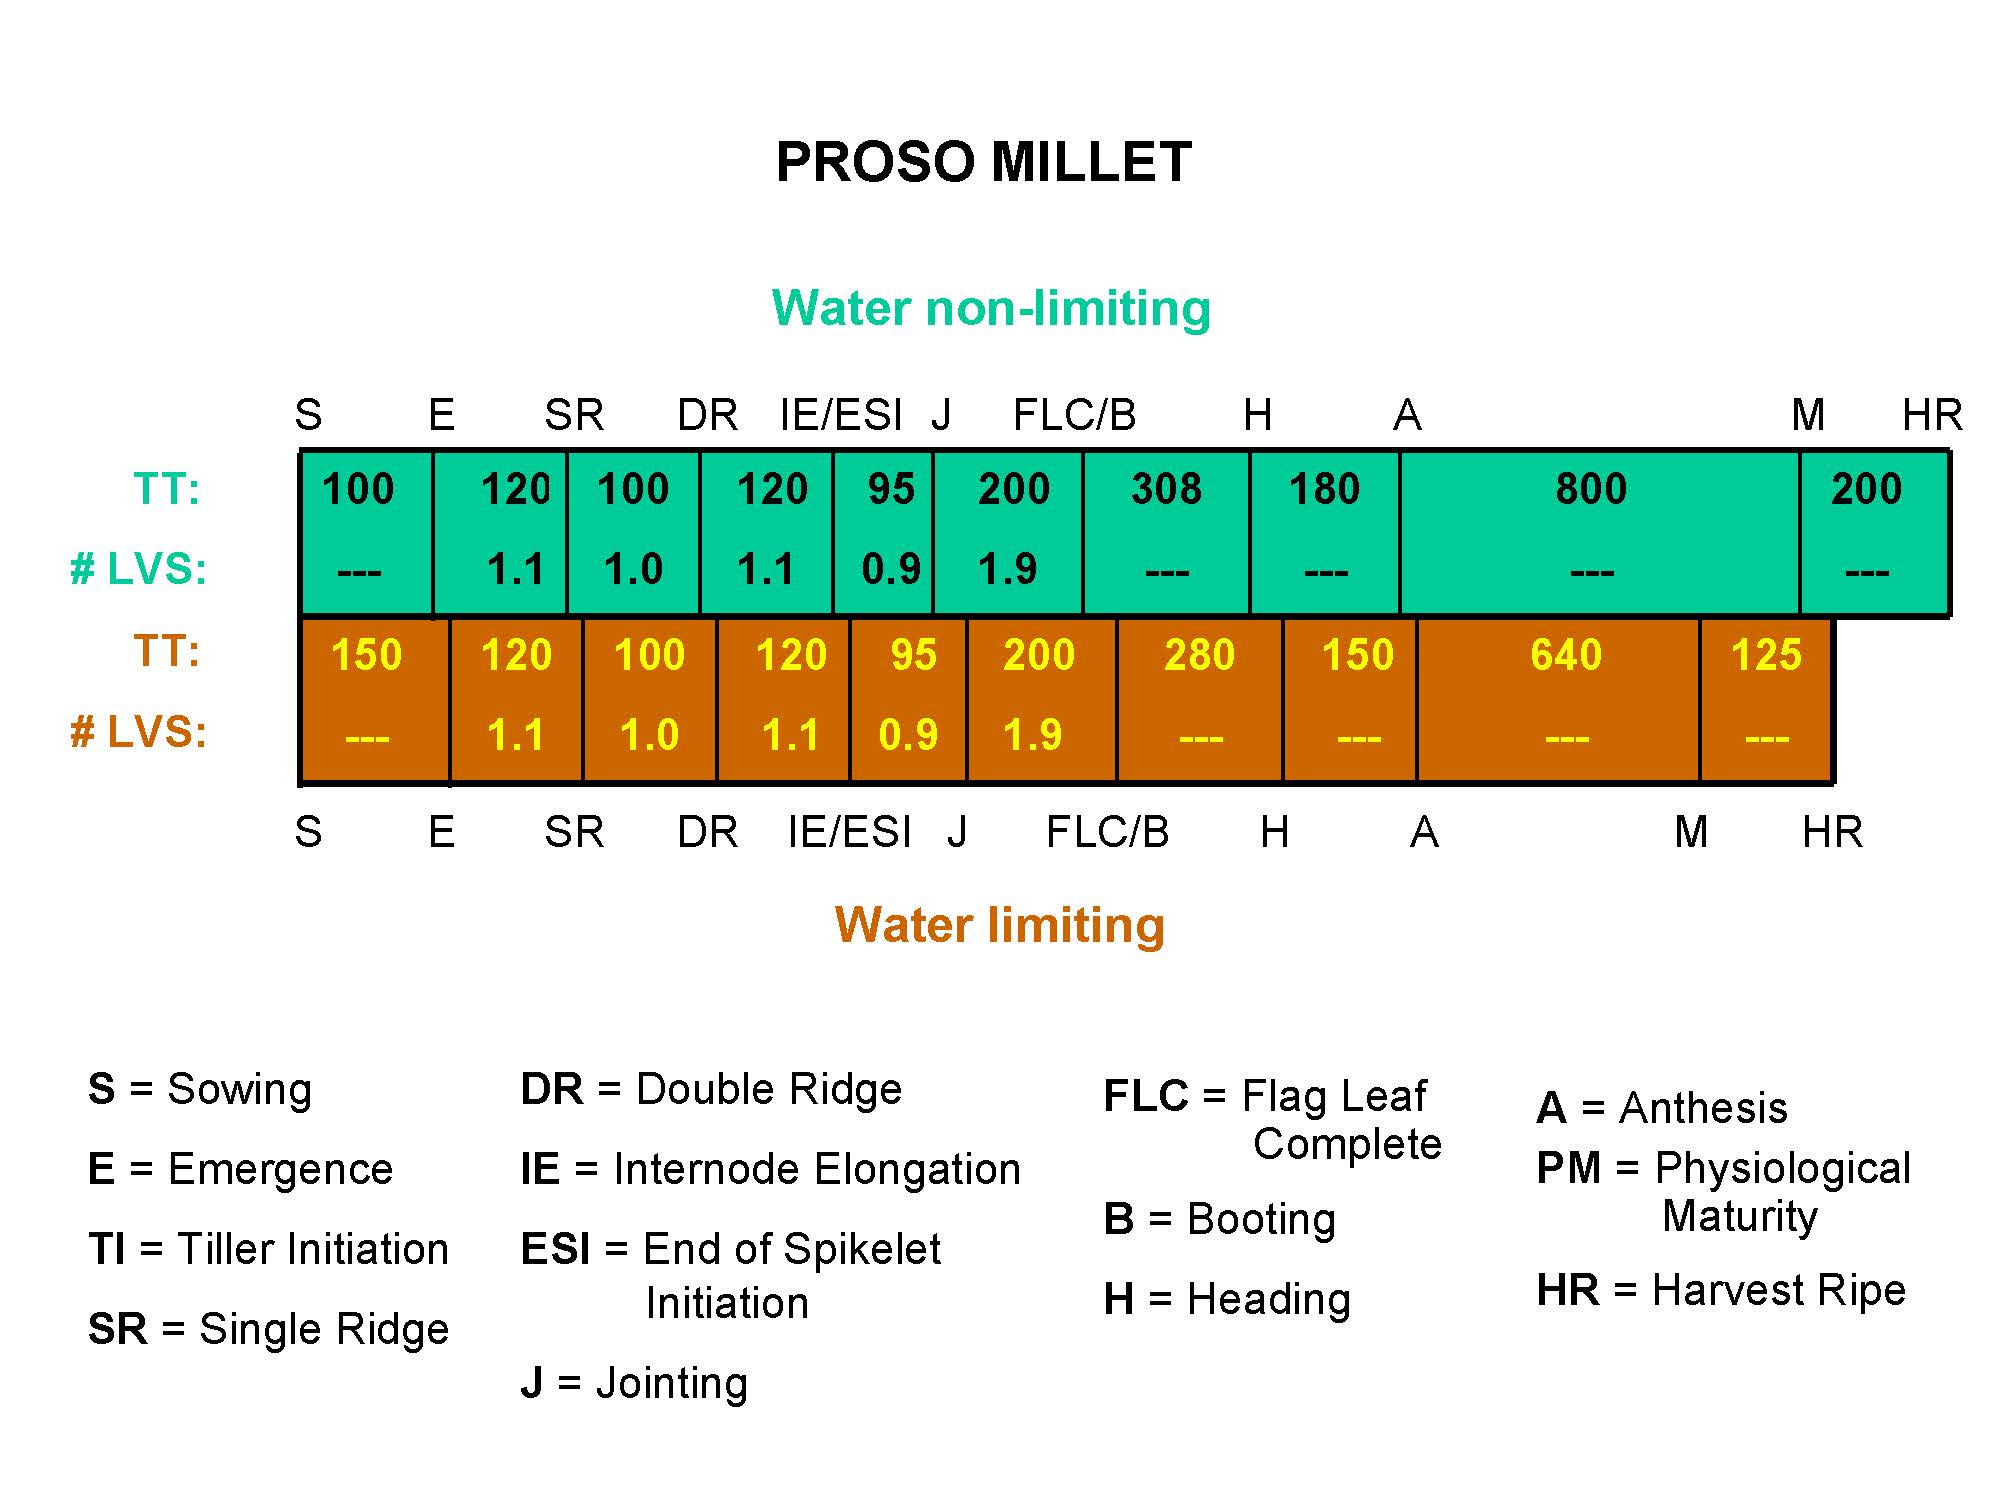 PROSO MILLET
Water non-limiting
S E SR DR IE/ESI J FLC/B H A M HR
TT: 100 120 100 120 95 200 308 180 800 200
# LVS: --- 1.1 1.0 1.1 0.9 1.9 --- --- --- ---
TT: 150 120 100 120 95 200 280 150 640 125
# LVS: --- 1.1 1.0 1.1 0.9 1.9 --- --- --- ---
S E SR DR IE/ESI J FLC/B H A M HR
Water limiting
S = Sowing
E = Emergence
TI = Tiller Initiation
SR = Single Ridge
DR = Double Ridge
IE = Internode Elongation
ESI = End of Spikelet
Initiation
J = Jointing
FLC = Flag Leaf
Complete
B = Booting
H = Heading
A = Anthesis
PM = Physiological
Maturity
HR = Harvest Ripe